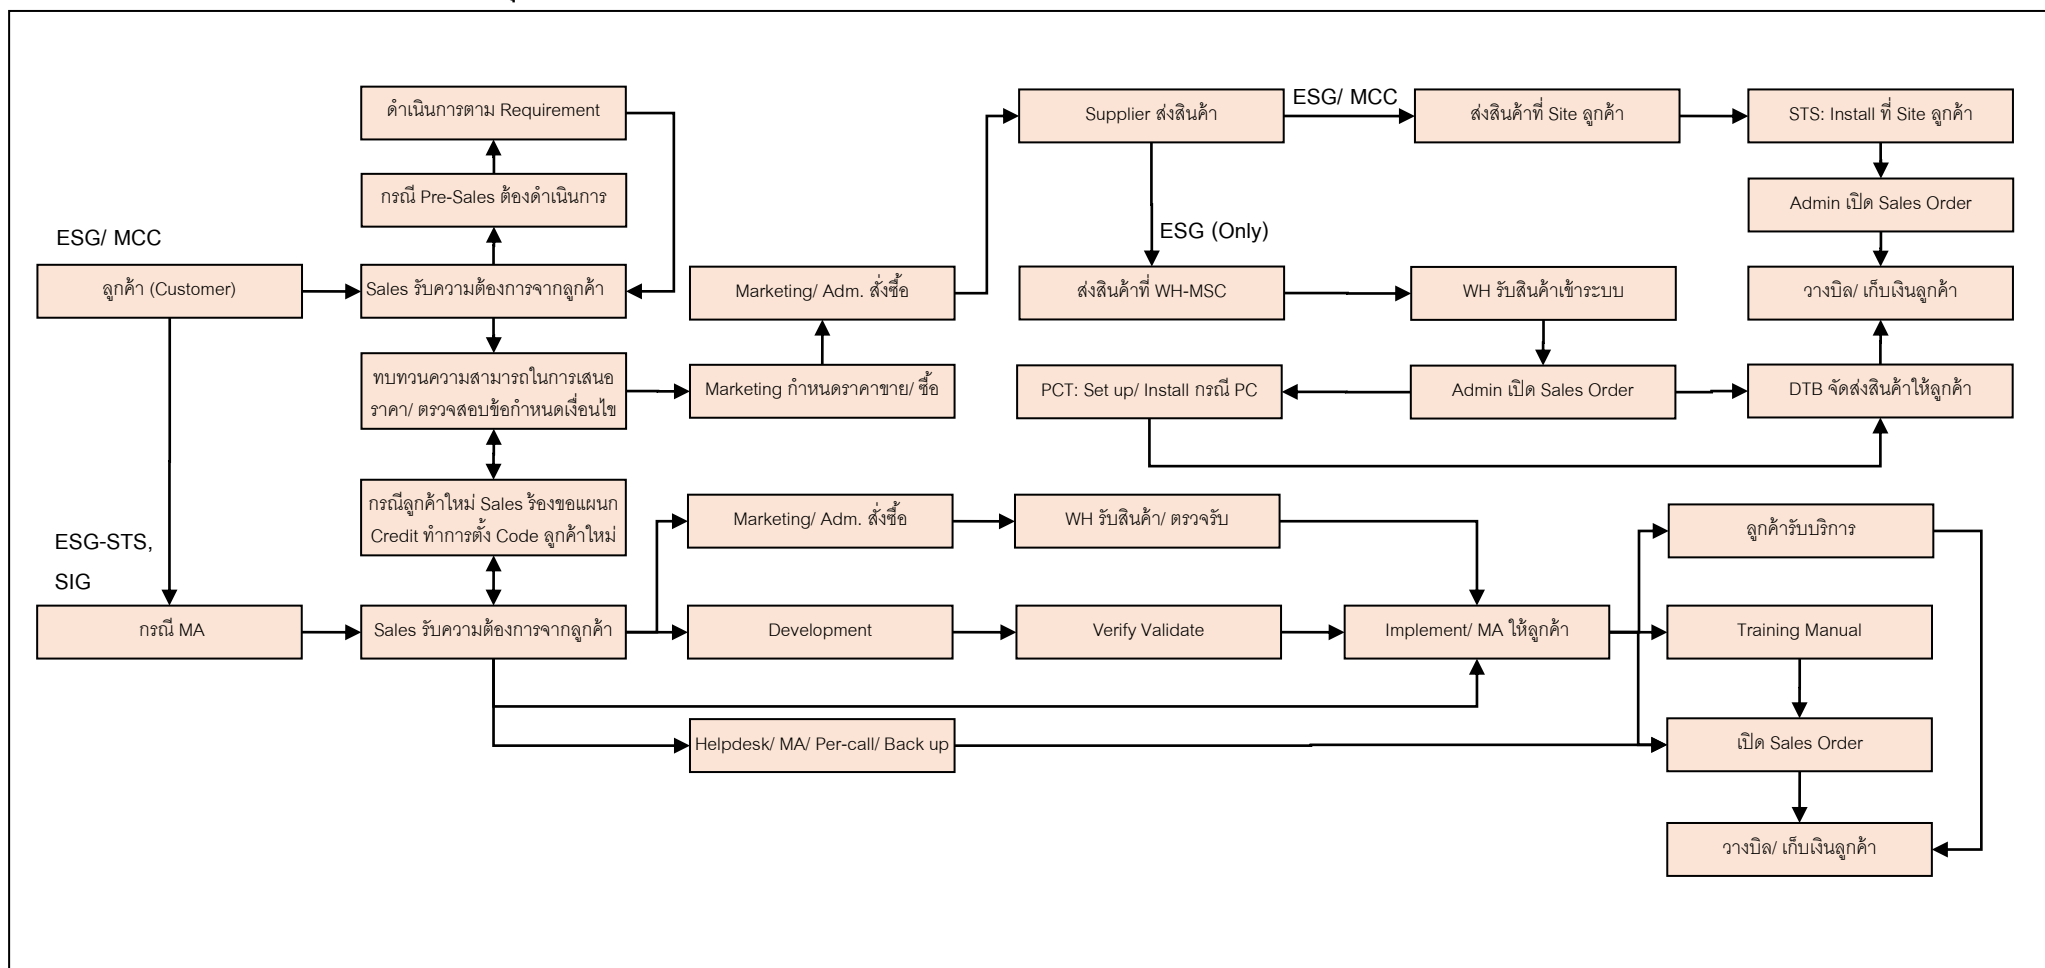 ดำเนินการตาม Requirement
Supplier ส่งสินค้า
ESG/ MCC
ส่งสินค้าที่ Site ลูกค้า
STS: Install ที่ Site ลูกค้า
กรณี Pre-Sales ต้องดำเนินการ
Admin เปิด Sales Order
ESG/ MCC
ESG (Only)
ลูกค้า (Customer)
Sales รับความต้องการจากลูกค้า
Marketing/ Adm. สั่งซื้อ
ส่งสินค้าที่ WH-MSC
WH รับสินค้าเข้าระบบ
วางบิล/ เก็บเงินลูกค้า
ทบทวนความสามารถในการเสนอ
ราคา/ ตรวจสอบข้อกำหนดเงื่อนไข
Marketing กำหนดราคาขาย/ ซื้อ
PCT: Set up/ Install กรณี PC
Admin เปิด Sales Order
DTB จัดส่งสินค้าให้ลูกค้า
กรณีลูกค้าใหม่ Sales ร้องขอแผนก
Credit ทำการตั้ง Code ลูกค้าใหม่
Marketing/ Adm. สั่งซื้อ
WH รับสินค้า/ ตรวจรับ
ลูกค้ารับบริการ
ESG-STS,
SIG
กรณี MA
Sales รับความต้องการจากลูกค้า
Development
Verify Validate
Implement/ MA ให้ลูกค้า
Training Manual
Helpdesk/ MA/ Per-call/ Back up
เปิด Sales Order
วางบิล/ เก็บเงินลูกค้า